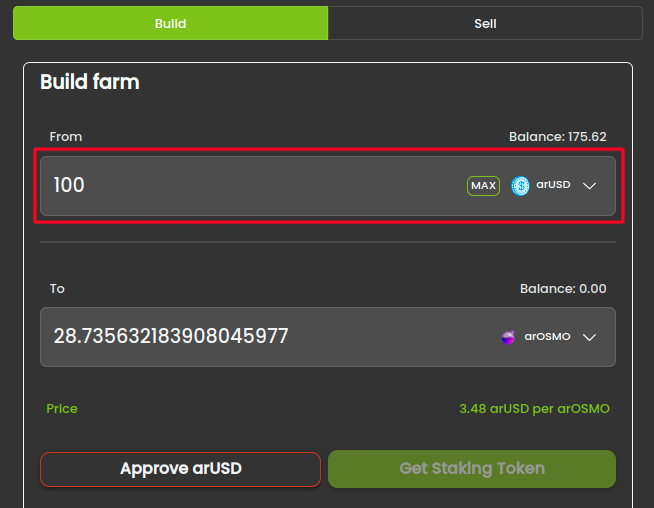 Build Sell
Build farm
From Balance: 175.62
100 MAX arUSD
To Balance: 0.00
28.735632183908045977 arOSMO
Price 3.48 arUSD per arOSMO
Approve arUSD Get Staking Token